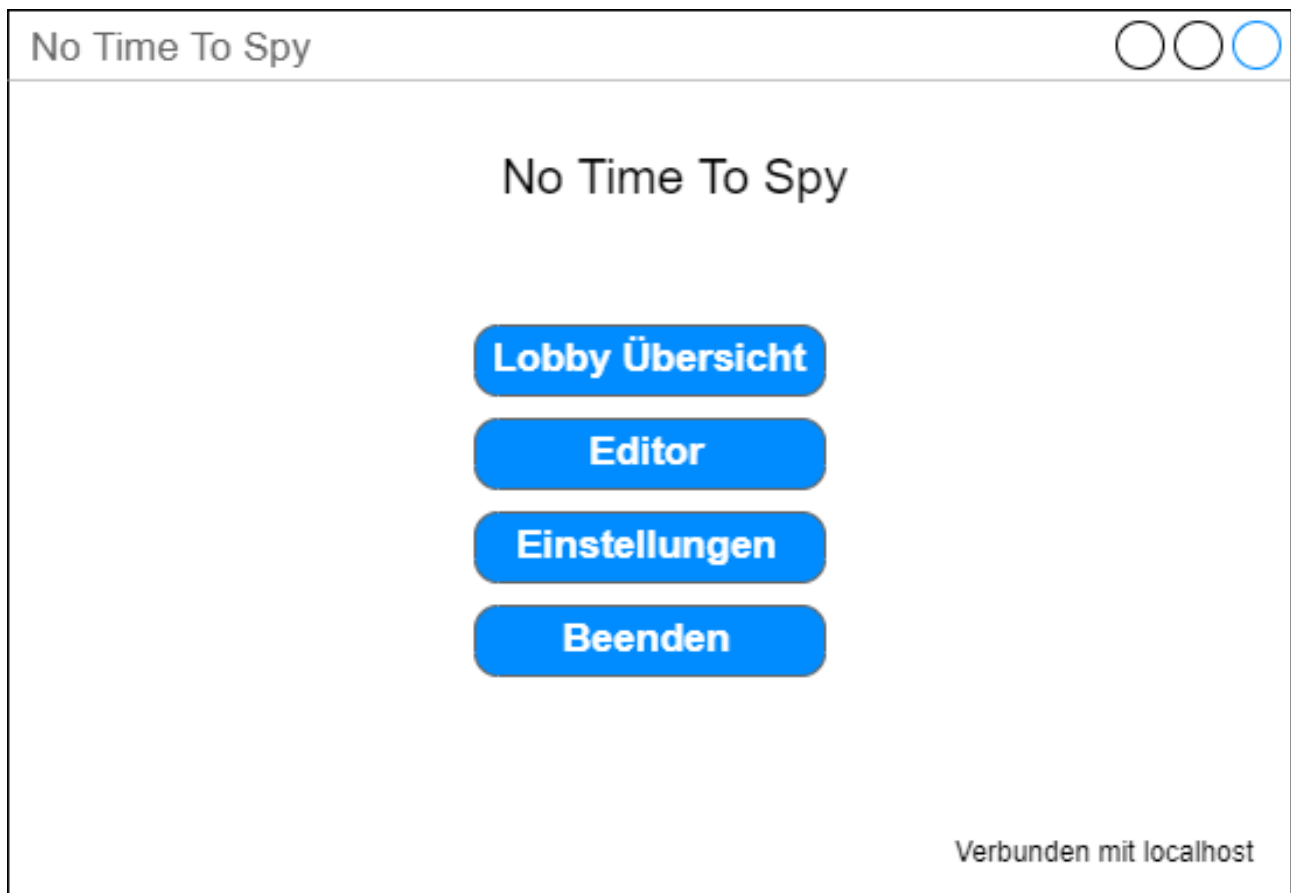 No Time To Spy
No Time To Spy
Lobby Übersicht
Editor
Einstellungen
Beenden
Verbunden mit localhost